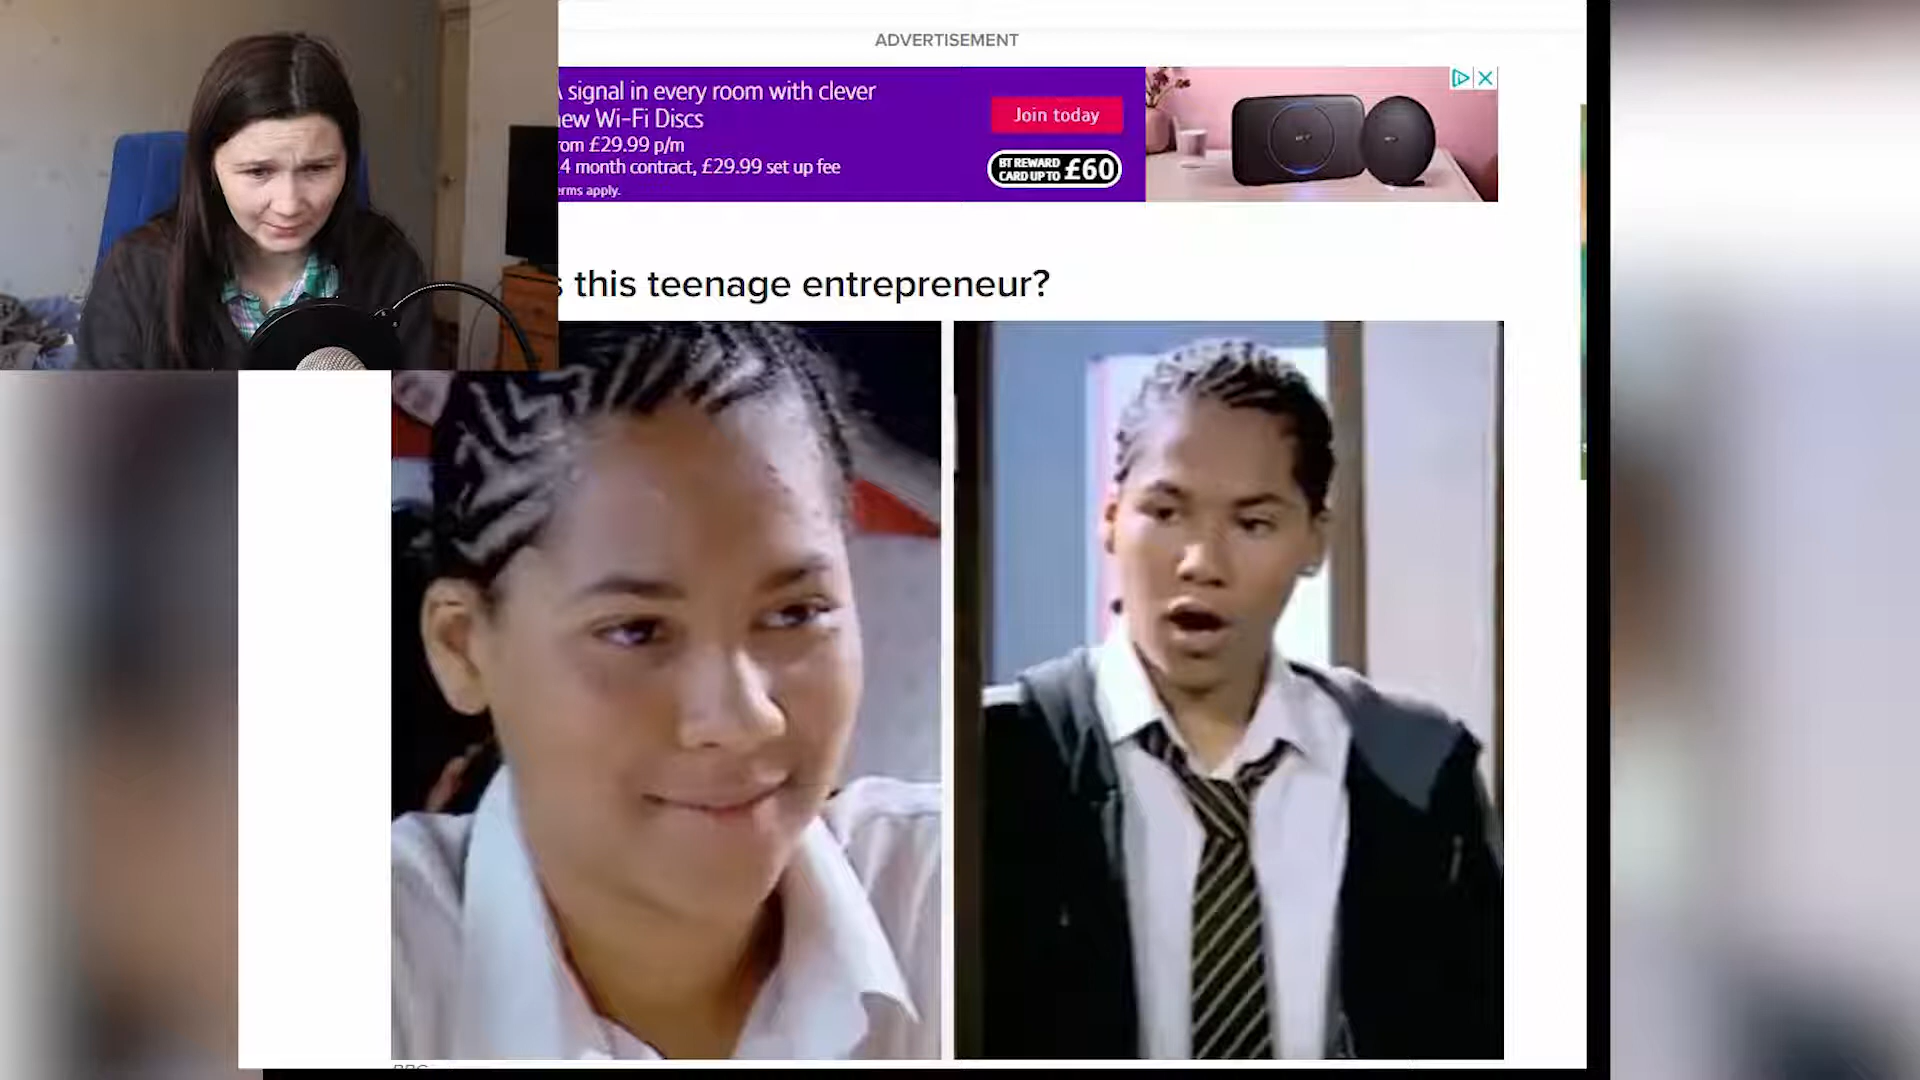 ADVERTISEMENT
signal in every room with clever
ew Wi-Fi Discs
om £29.99 p/m
4 month contract, £29.99 set up fee
erms apply.
Join today
BT REWARD
CARD UP TO £60
s this teenage entrepreneur?